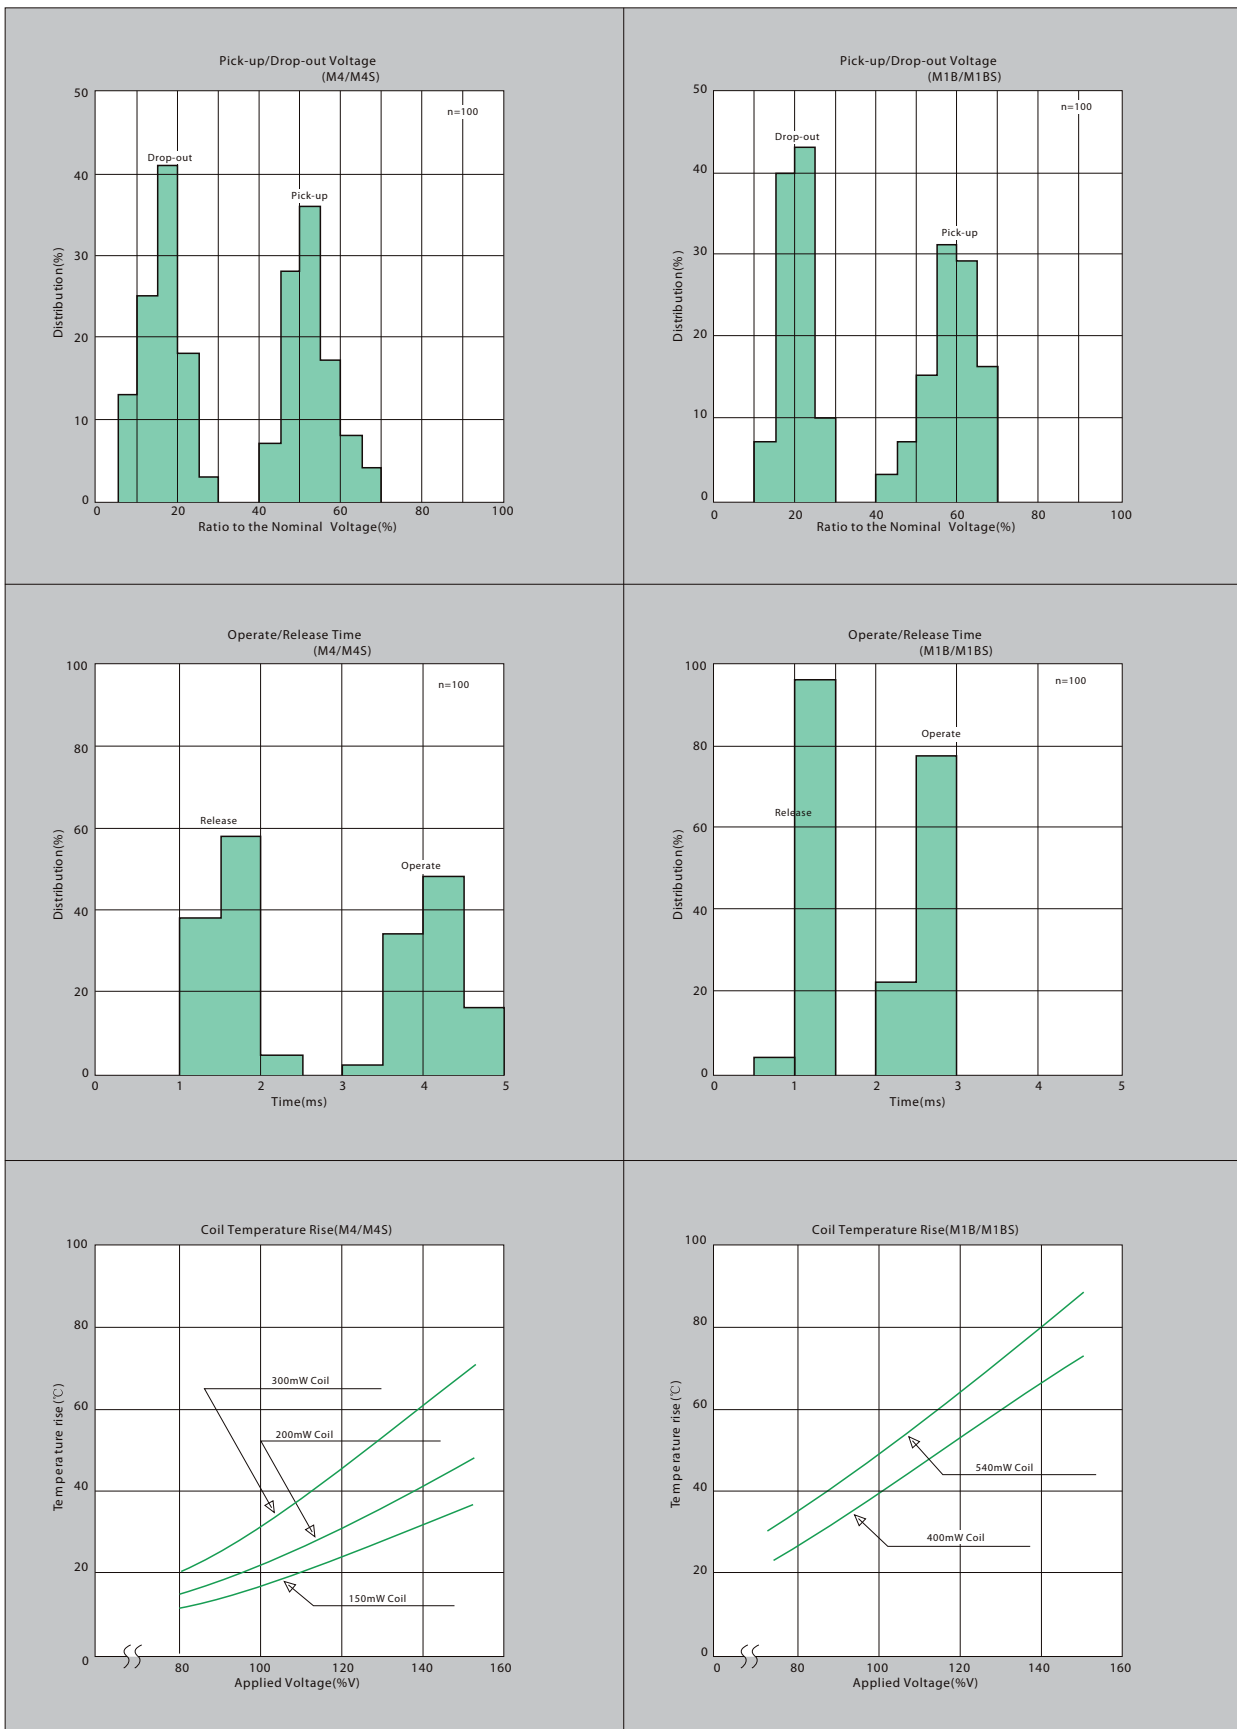 Pick-up/Drop-out Voltage
(M4/M4S)
50
40
30
20
10
0
Distribution(%)
n=100
Drop-out
Pick-up
0 20 40 60 80 100
Ratio to the Nominal Voltage(%)
Pick-up/Drop-out Voltage
(M1B/M1BS)
50
40
30
20
10
0
Distribution(%)
n=100
Drop-out
Pick-up
0 20 40 60 80 100
Ratio to the Nominal Voltage(%)
Operate/Release Time
(M4/M4S)
100
80
60
40
20
0
Distribution(%)
n=100
Release
Operate
0 1 2 3 4 5
Time(ms)
Operate/Release Time
(M1B/M1BS)
100
80
60
40
20
0
Distribution(%)
n=100
Operate
Release
0 1 2 3 4 5
Time(ms)
Coil Temperature Rise(M4/M4S)
100
80
60
40
20
0
Temperature rise(℃)
300mW Coil
200mW Coil
150mW Coil
80 100 120 140 160
Applied Voltage(%V)
Coil Temperature Rise(M1B/M1BS)
100
80
60
40
20
0
Temperature rise(℃)
540mW Coil
400mW Coil
0 80 100 120 140 160
Applied Voltage(%V)